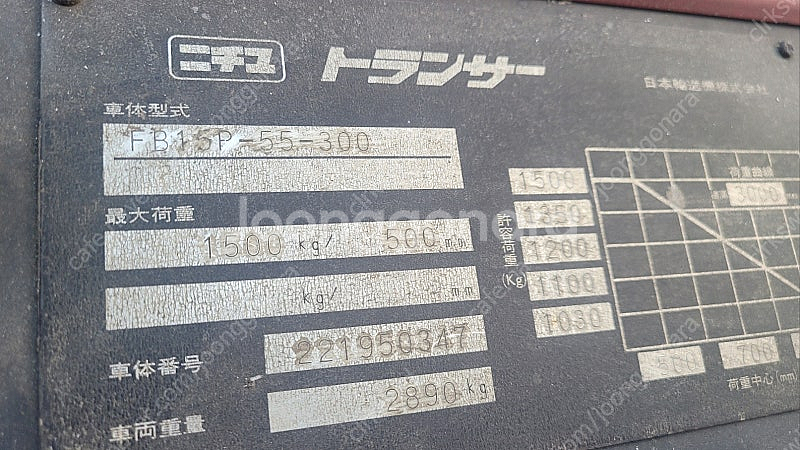 ニチユ トランサー
日本輸送機株式会社
車体型式
FB15P-55-300
最大荷重
1500 kg/ 500 mm
kg/ mm
車体番号
221950347
車両重量
2890 kg
許容荷重
(Kg)
1500
1350
1200
1100
1030
荷重曲線
3000
500 700
荷重中心(mm)
joonggonara